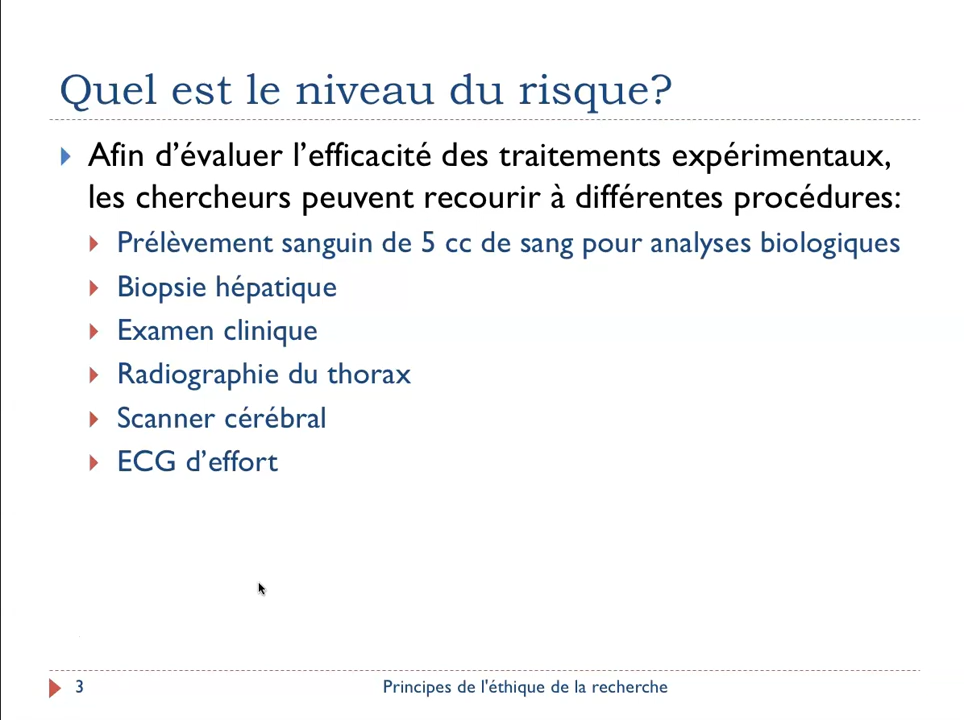 Quel est le niveau du risque?
Afin d’évaluer l’efficacité des traitements expérimentaux,
les chercheurs peuvent recourir à différentes procédures:
Prélèvement sanguin de 5 cc de sang pour analyses biologiques
Biopsie hépatique
Examen clinique
Radiographie du thorax
Scanner cérébral
ECG d’effort
3
Principes de l'éthique de la recherche